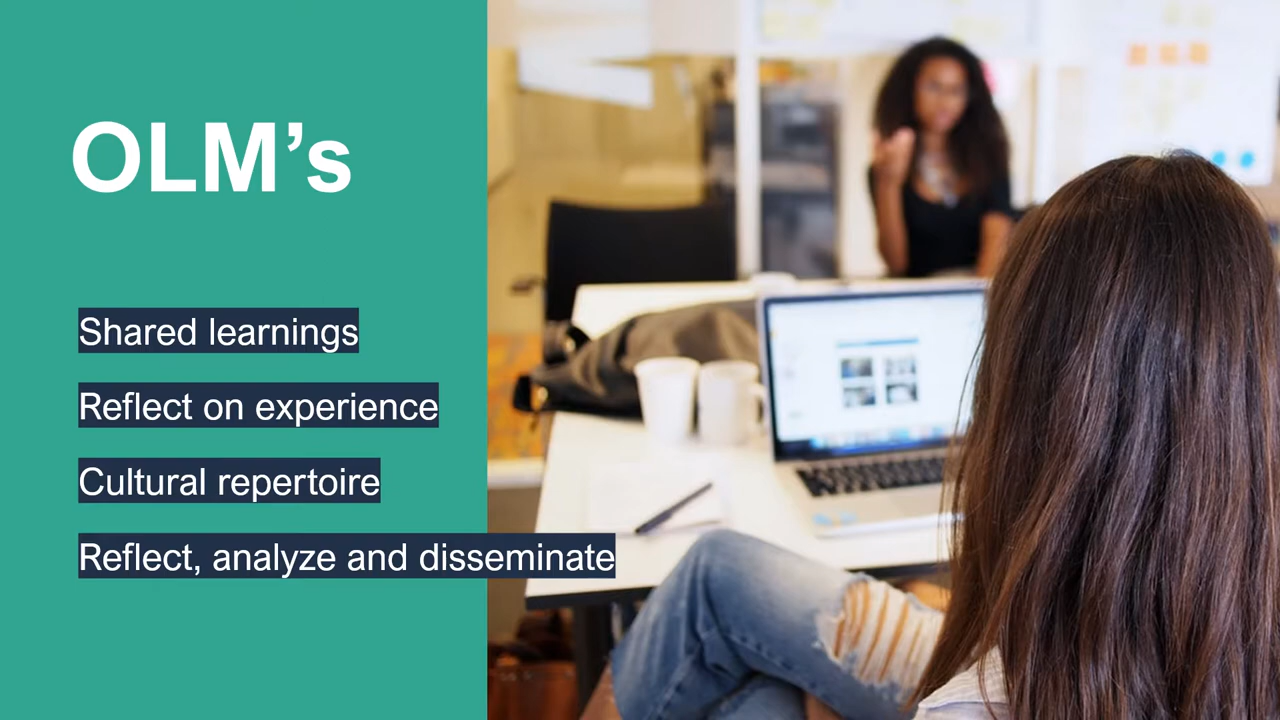 OLM’s
Shared learnings
Reflect on experience
Cultural repertoire
Reflect, analyze and disseminate